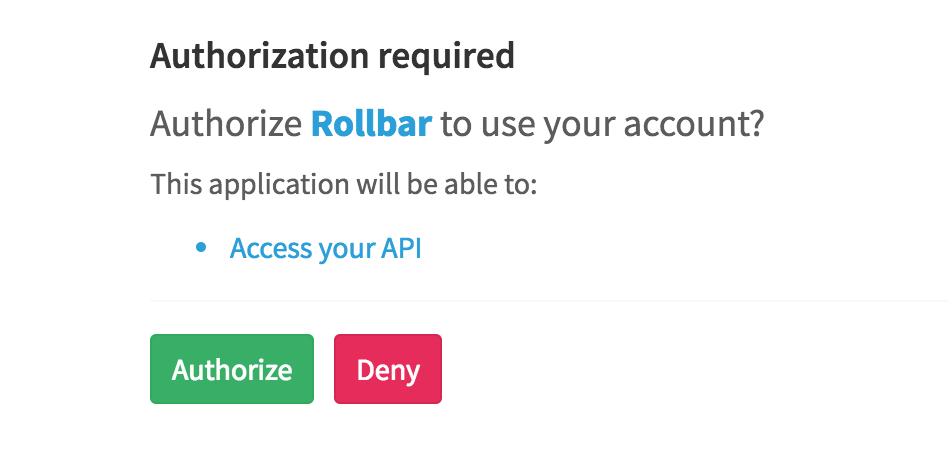 Authorization required
Authorize Rollbar to use your account?
This application will be able to:
• Access your API
Authorize
Deny